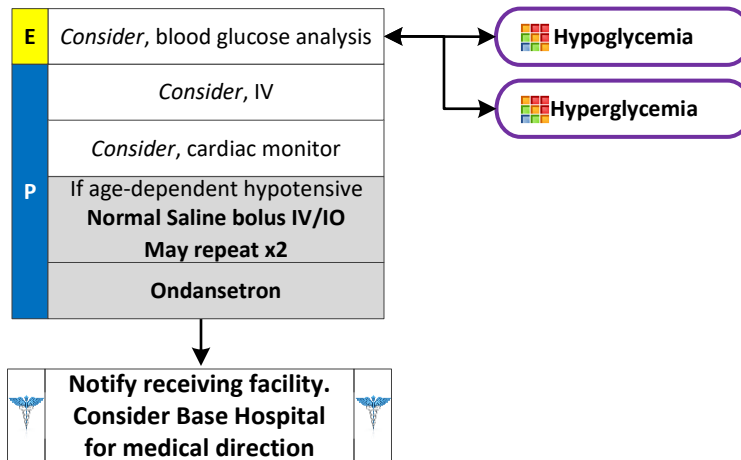 E
Consider, blood glucose analysis
Hypoglycemia
Hyperglycemia
P
Consider, IV
Consider, cardiac monitor
If age-dependent hypotensive
Normal Saline bolus IV/IO
May repeat x2
Ondansetron
Notify receiving facility.
Consider Base Hospital
for medical direction